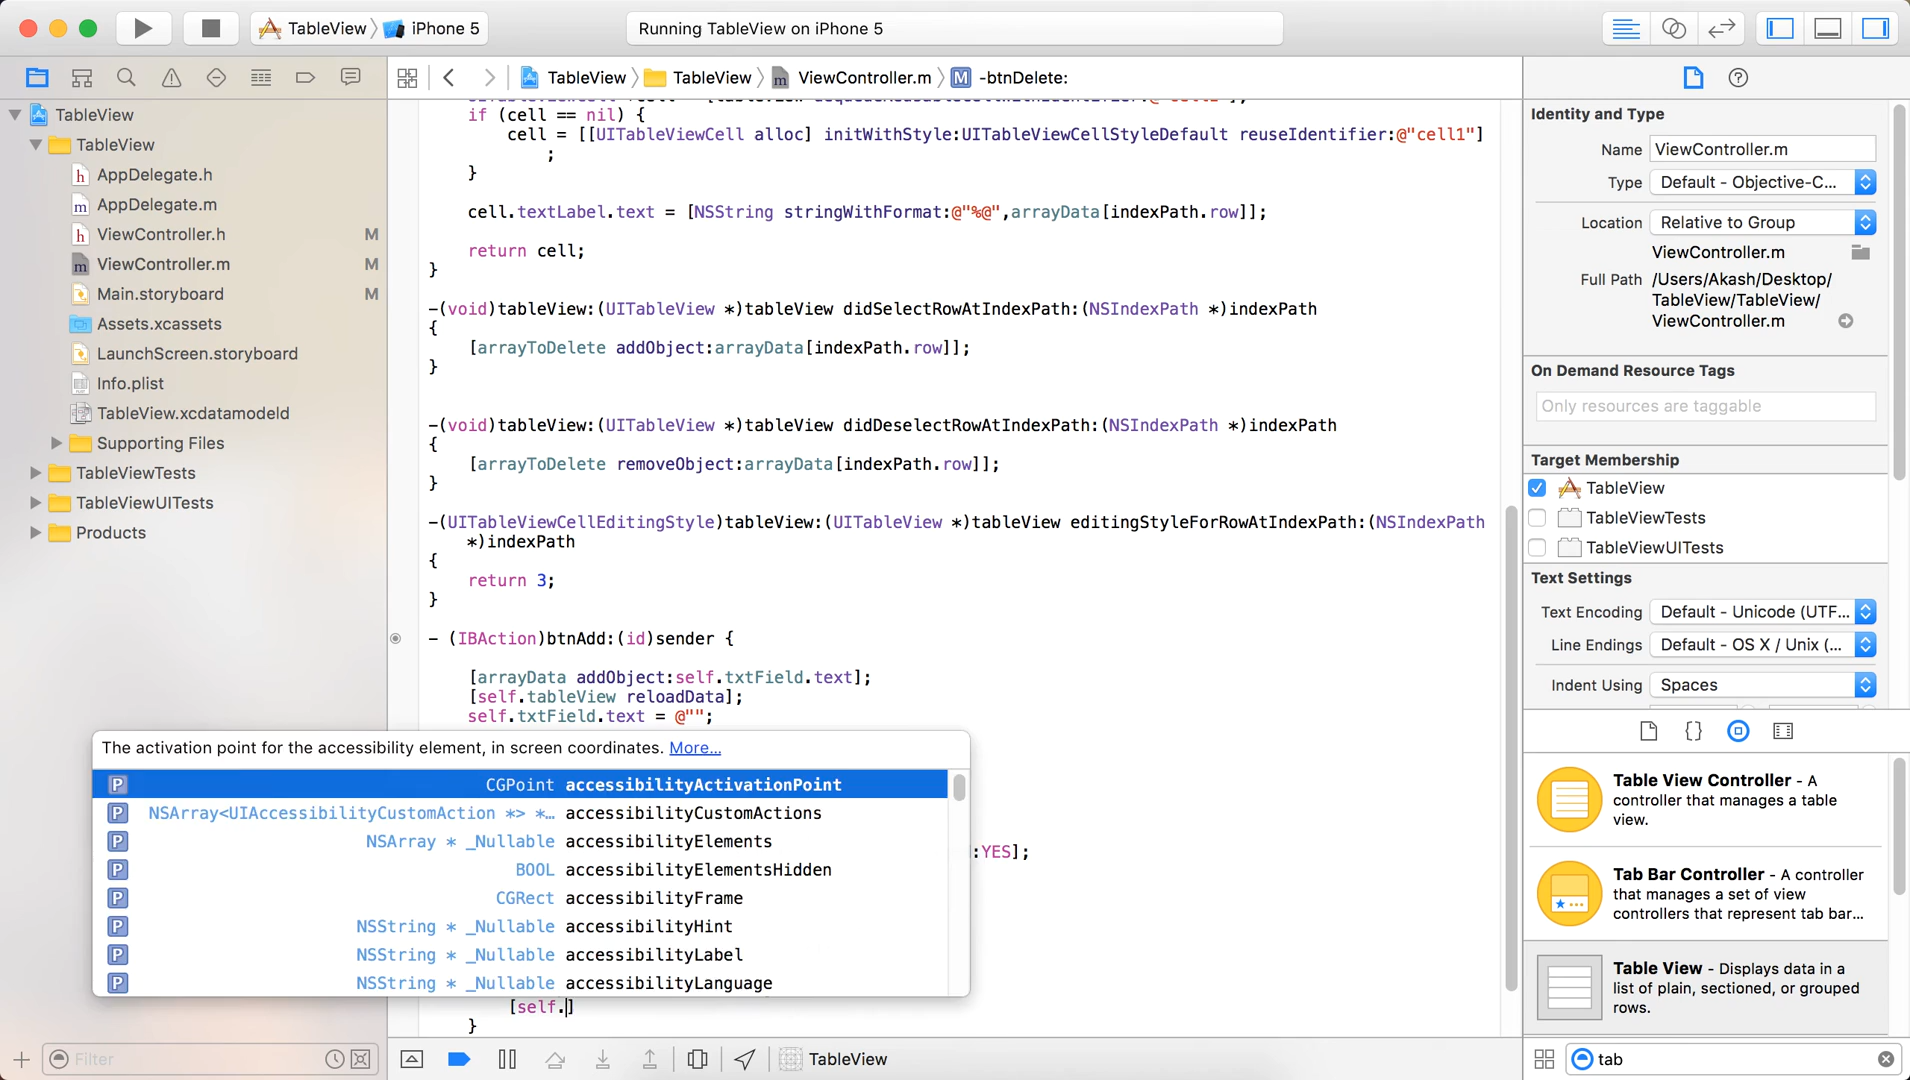 TableView
iPhone 5
Running TableView on iPhone 5
TableView
TableView
ViewController.m
M
-btnDelete:
TableView
TableView
h AppDelegate.h
m AppDelegate.m
h ViewController.h M
m ViewController.m M
Main.storyboard M
Assets.xcassets
LaunchScreen.storyboard
Info.plist
TableView.xcdatamodeld
Supporting Files
TableViewTests
TableViewUITests
Products
if (cell == nil) {
cell = [[UITableViewCell alloc] initWithStyle:UITableViewCellStyleDefault reuseIdentifier:@"cell1"]
;
}
cell.textLabel.text = [NSString stringWithFormat:@"%@",arrayData[indexPath.row]];
return cell;
}
-(void)tableView:(UITableView *)tableView didSelectRowAtIndexPath:(NSIndexPath *)indexPath
{
[arrayToDelete addObject:arrayData[indexPath.row]];
}
-(void)tableView:(UITableView *)tableView didDeselectRowAtIndexPath:(NSIndexPath *)indexPath
{
[arrayToDelete removeObject:arrayData[indexPath.row]];
}
-(UITableViewCellEditingStyle)tableView:(UITableView *)tableView editingStyleForRowAtIndexPath:(NSIndexPath
*)indexPath
{
return 3;
}
- (IBAction)btnAdd:(id)sender {
[arrayData addObject:self.txtField.text];
[self.tableView reloadData];
self.txtField.text = @"";
The activation point for the accessibility element, in screen coordinates. More...
P CGPoint accessibilityActivationPoint
P NSArray<UIAccessibilityCustomAction *> *... accessibilityCustomActions
P NSArray * _Nullable accessibilityElements
:YES];
P BOOL accessibilityElementsHidden
P CGRect accessibilityFrame
P NSString * _Nullable accessibilityHint
P NSString * _Nullable accessibilityLabel
P NSString * _Nullable accessibilityLanguage
[self.]
}
Filter
TableView
Identity and Type
Name ViewController.m
Type Default - Objective-C...
Location Relative to Group
ViewController.m
Full Path /Users/Akash/Desktop/
TableView/TableView/
ViewController.m
On Demand Resource Tags
Only resources are taggable
Target Membership
TableView
TableViewTests
TableViewUITests
Text Settings
Text Encoding Default - Unicode (UTF...
Line Endings Default - OS X / Unix (...
Indent Using Spaces
{}
Table View Controller - A
controller that manages a table
view.
Tab Bar Controller - A controller
that manages a set of view
controllers that represent tab bar...
Table View - Displays data in a
list of plain, sectioned, or grouped
rows.
tab